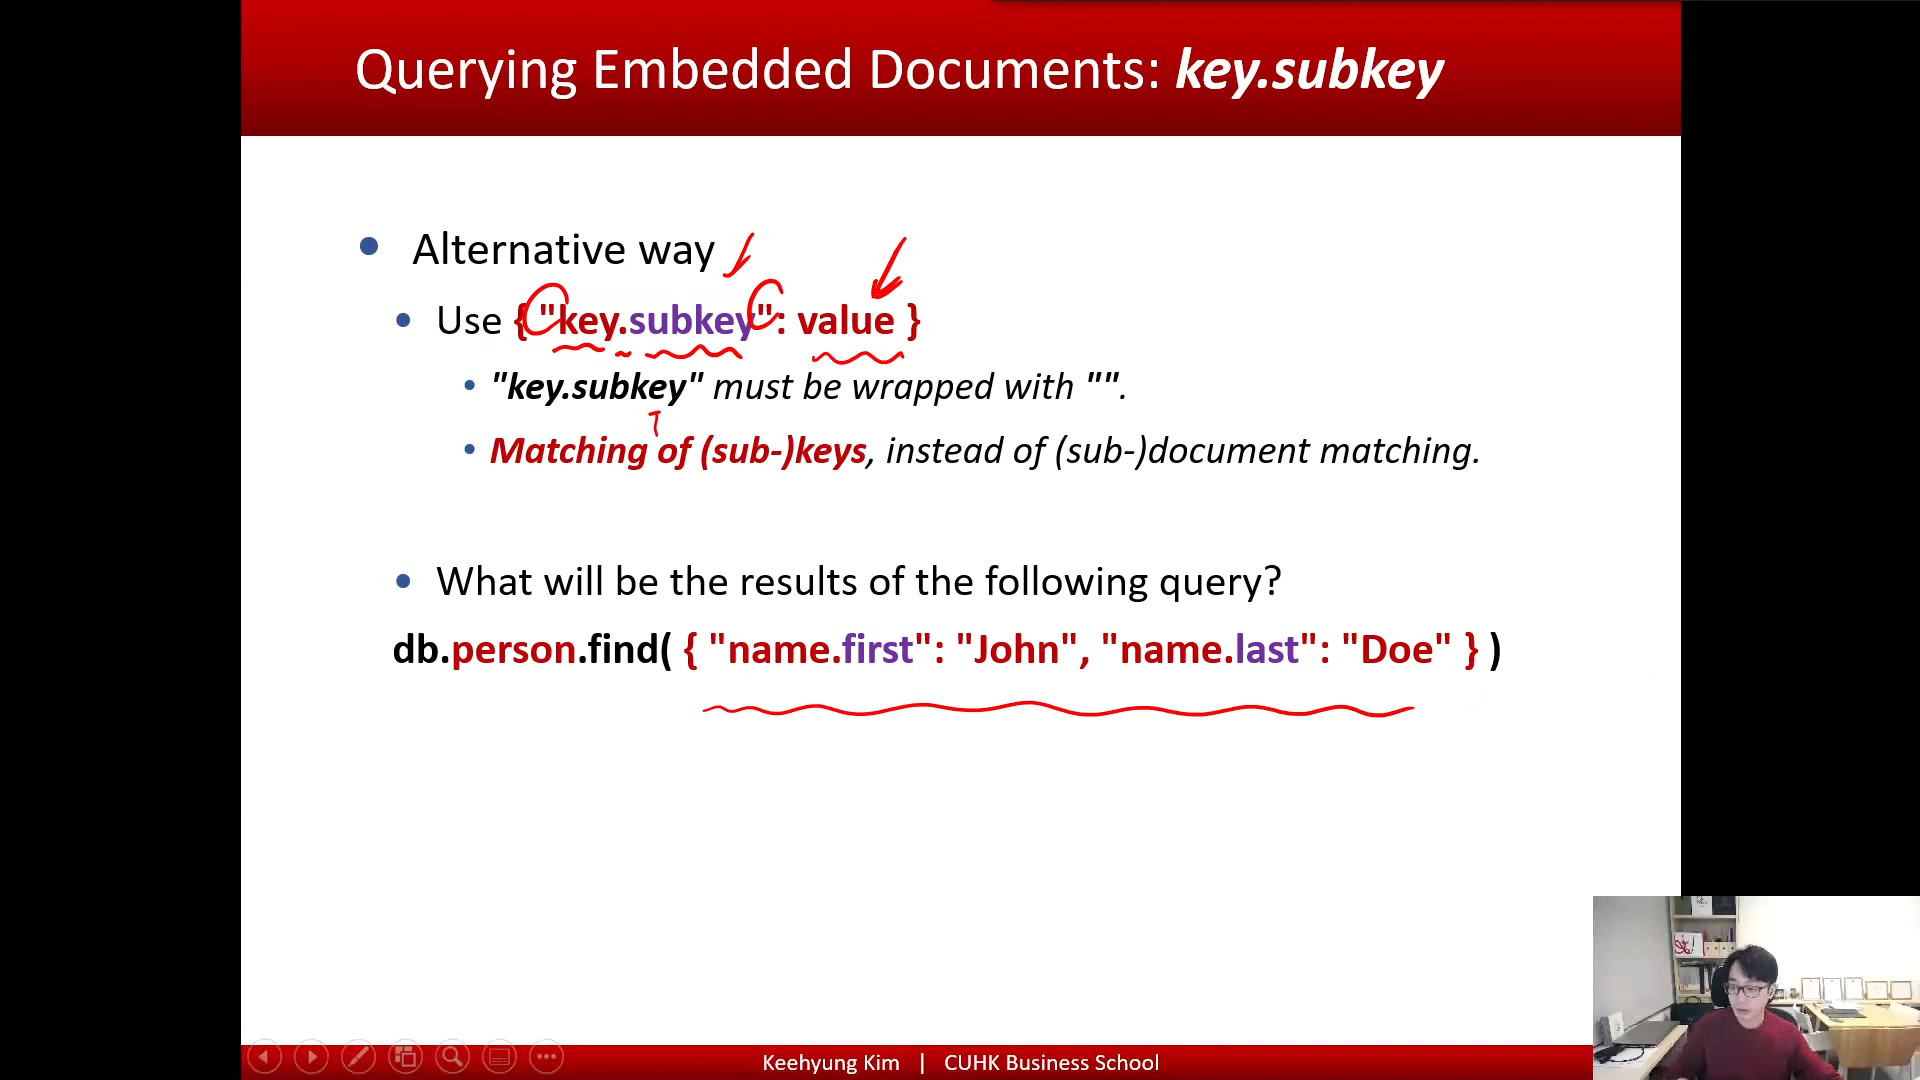 Querying Embedded Documents: key.subkey
• Alternative way
• Use { "key.subkey": value }
• "key.subkey" must be wrapped with "".
• Matching of (sub-)keys, instead of (sub-)document matching.
• What will be the results of the following query?
db.person.find( { "name.first": "John", "name.last": "Doe" } )
Keehyung Kim | CUHK Business School